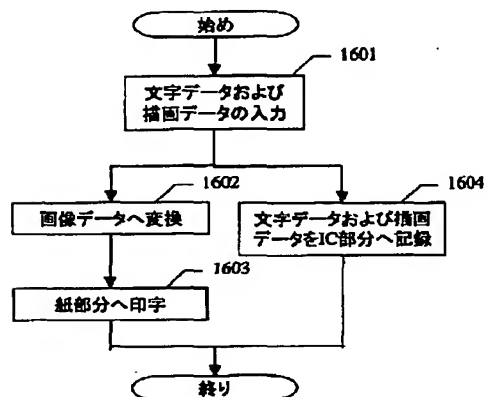 始め
1601
文字データおよび
描画データの入力
1602
画像データへ変換
1604
文字データおよび描画
データをIC部分へ記録
1603
紙部分へ印字
終り